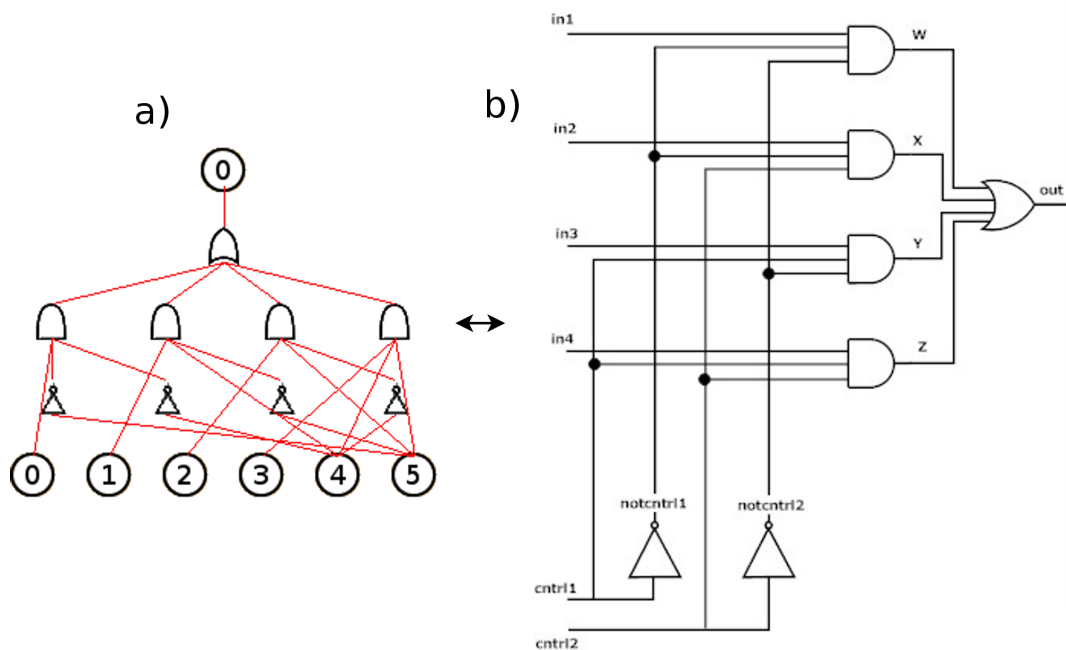 a)
0
0 1 2 3 4 5
b)
in1
W
in2
X
out
in3
Y
in4
Z
notcntrl1 notcntrl2
cntrl1
cntrl2